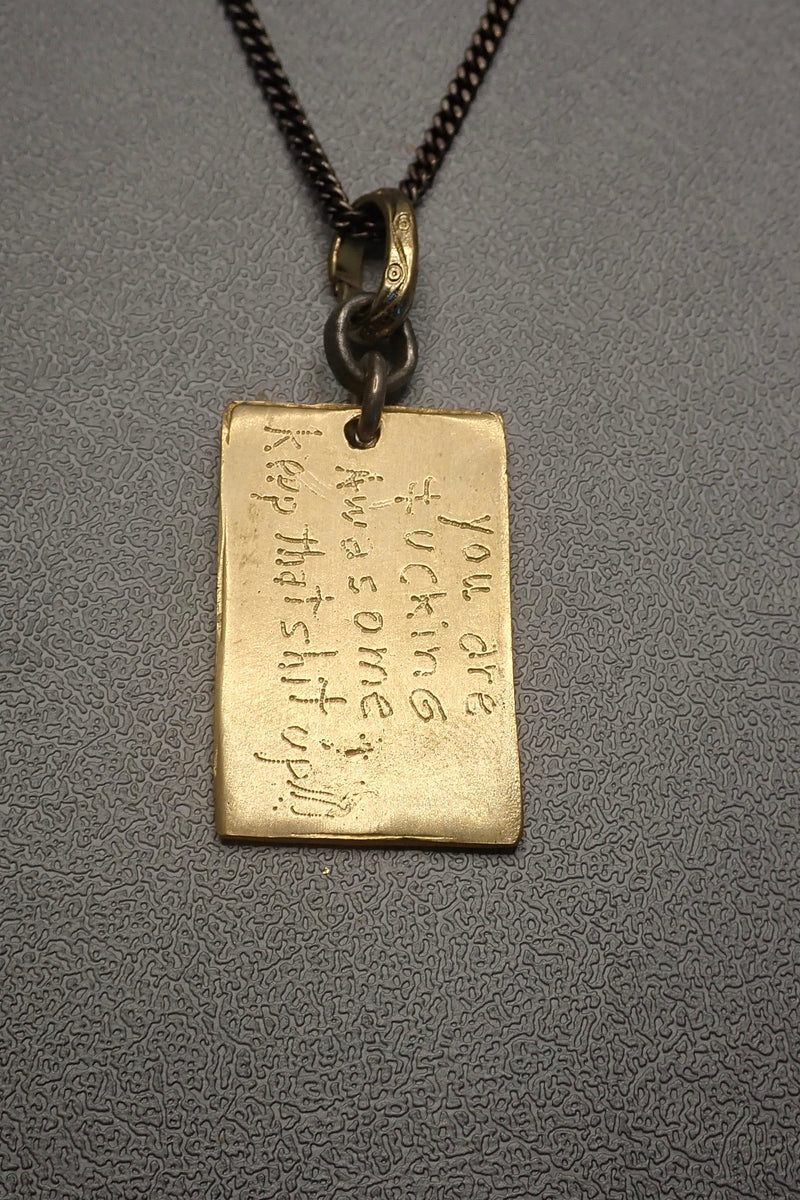 you are
fucking
Awasome!
Keep that shit up!!!